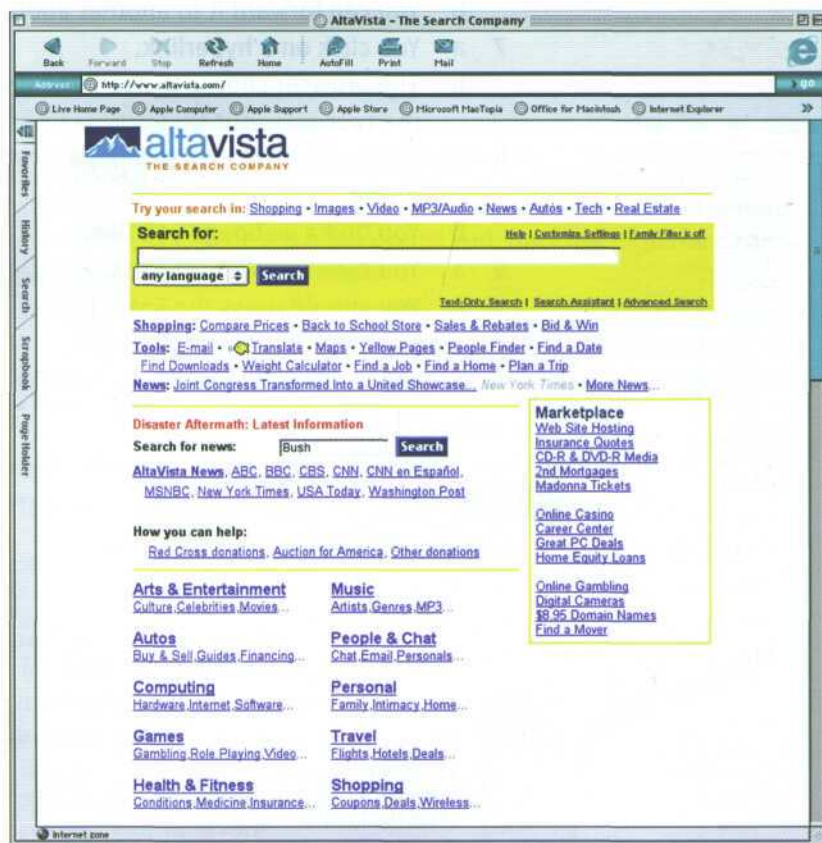 AltaVista - The Search Company
Back Forward Stop Refresh Home AutoFill Print Mail
Address: http://www.altavista.com/ go
Live Home Page Apple Computer Apple Support Apple Store Microsoft MacTopia Office for Macintosh Internet Explorer
Favorites
History
Search
Scrapbook
Page Holder
altavista
THE SEARCH COMPANY
Try your search in: Shopping • Images • Video • MP3/Audio • News • Autos • Tech • Real Estate
Search for: Help | Customize Settings | Family Filter is off
any language Search
Text-Only Search | Search Assistant | Advanced Search
Shopping: Compare Prices • Back to School Store • Sales & Rebates • Bid & Win
Tools: E-mail • Translate • Maps • Yellow Pages • People Finder • Find a Date
Find Downloads • Weight Calculator • Find a Job • Find a Home • Plan a Trip
News: Joint Congress Transformed Into a United Showcase... New York Times • More News...
Disaster Aftermath: Latest Information
Search for news: Bush Search
AltaVista News, ABC, BBC, CBS, CNN, CNN en Español,
MSNBC, New York Times, USA Today, Washington Post
How you can help:
Red Cross donations, Auction for America, Other donations
Marketplace
Web Site Hosting
Insurance Quotes
CD-R & DVD-R Media
2nd Mortgages
Madonna Tickets
Online Casino
Career Center
Great PC Deals
Home Equity Loans
Online Gambling
Digital Cameras
$8.95 Domain Names
Find a Mover
Arts & Entertainment
Culture,Celebrities,Movies...
Music
Artists,Genres,MP3...
Autos
Buy & Sell,Guides,Financing...
People & Chat
Chat,Email,Personals...
Computing
Hardware,Internet,Software...
Personal
Family,Intimacy,Home...
Games
Gambling,Role Playing,Video...
Travel
Flights,Hotels,Deals...
Health & Fitness
Conditions,Medicine,Insurance...
Shopping
Coupons,Deals,Wireless...
Internet zone